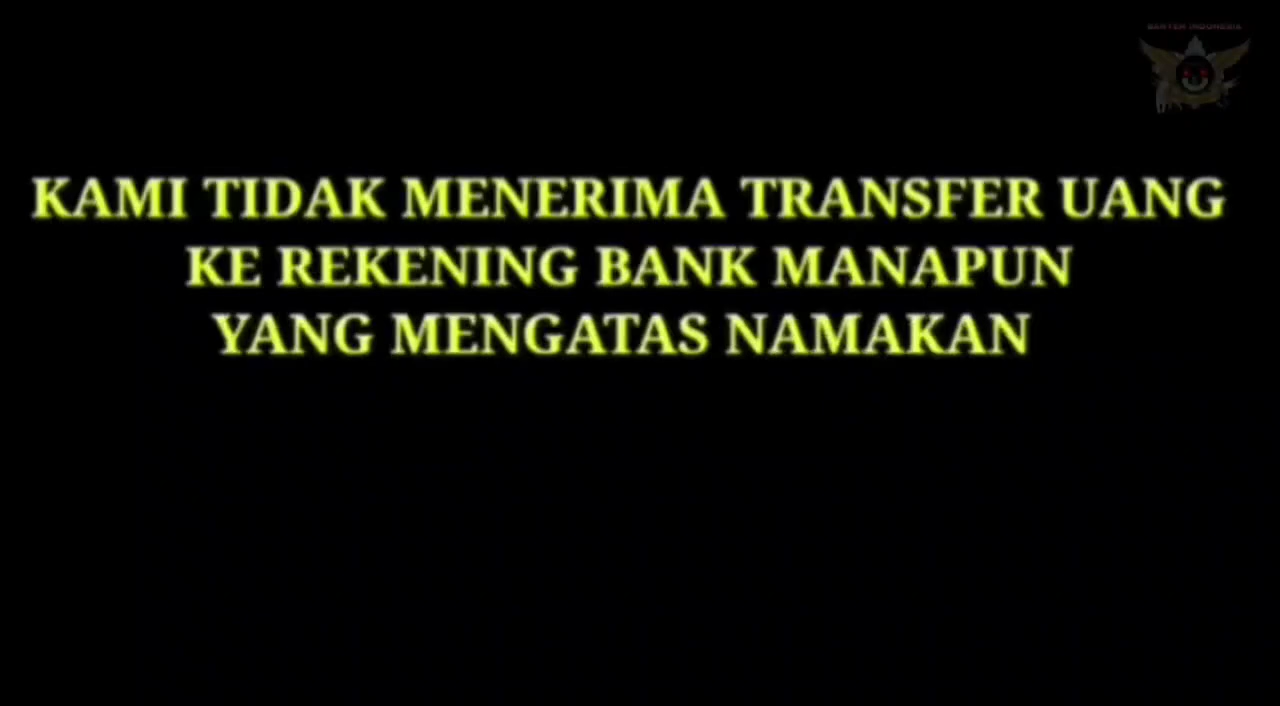 KAMI TIDAK MENERIMA TRANSFER UANG
KE REKENING BANK MANAPUN
YANG MENGATAS NAMAKAN